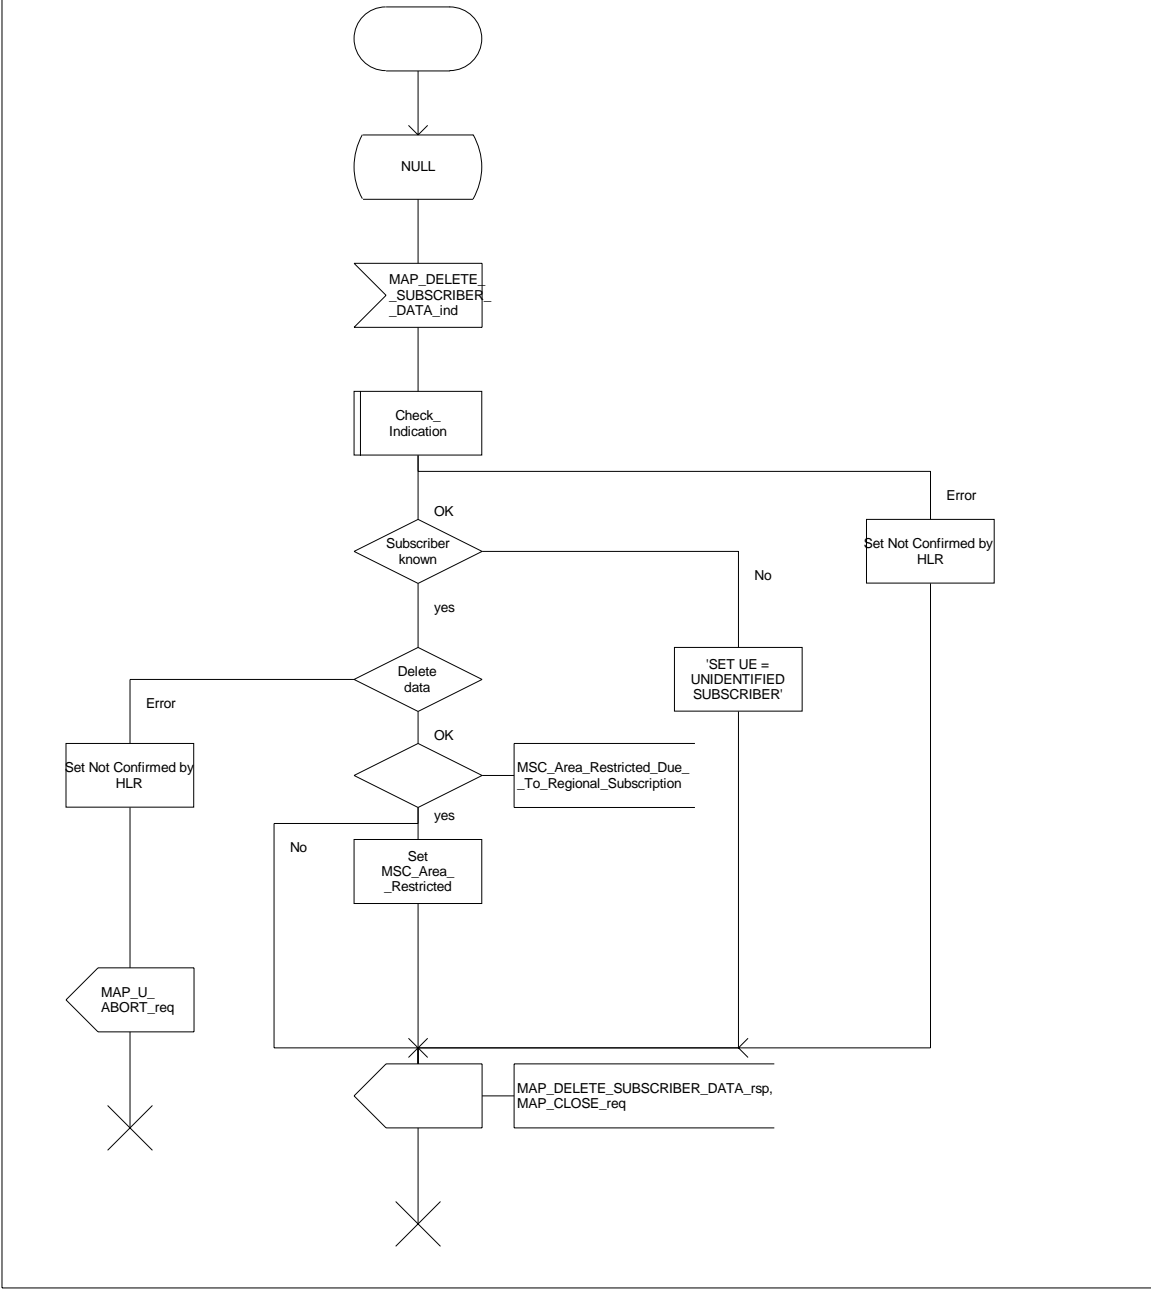 NULL
MAP_DELETE_
_SUBSCRIBER_
_DATA_ind
Check_
Indication
Error
OK
Subscriber
known
Set Not Confirmed by
HLR
No
yes
Delete
data
'SET UE =
UNIDENTIFIED
SUBSCRIBER'
Error
OK
Set Not Confirmed by
HLR
MSC_Area_Restricted_Due_
_To_Regional_Subscription
yes
No
Set
MSC_Area_
_Restricted
MAP_U_
ABORT_req
MAP_DELETE_SUBSCRIBER_DATA_rsp,
MAP_CLOSE_req